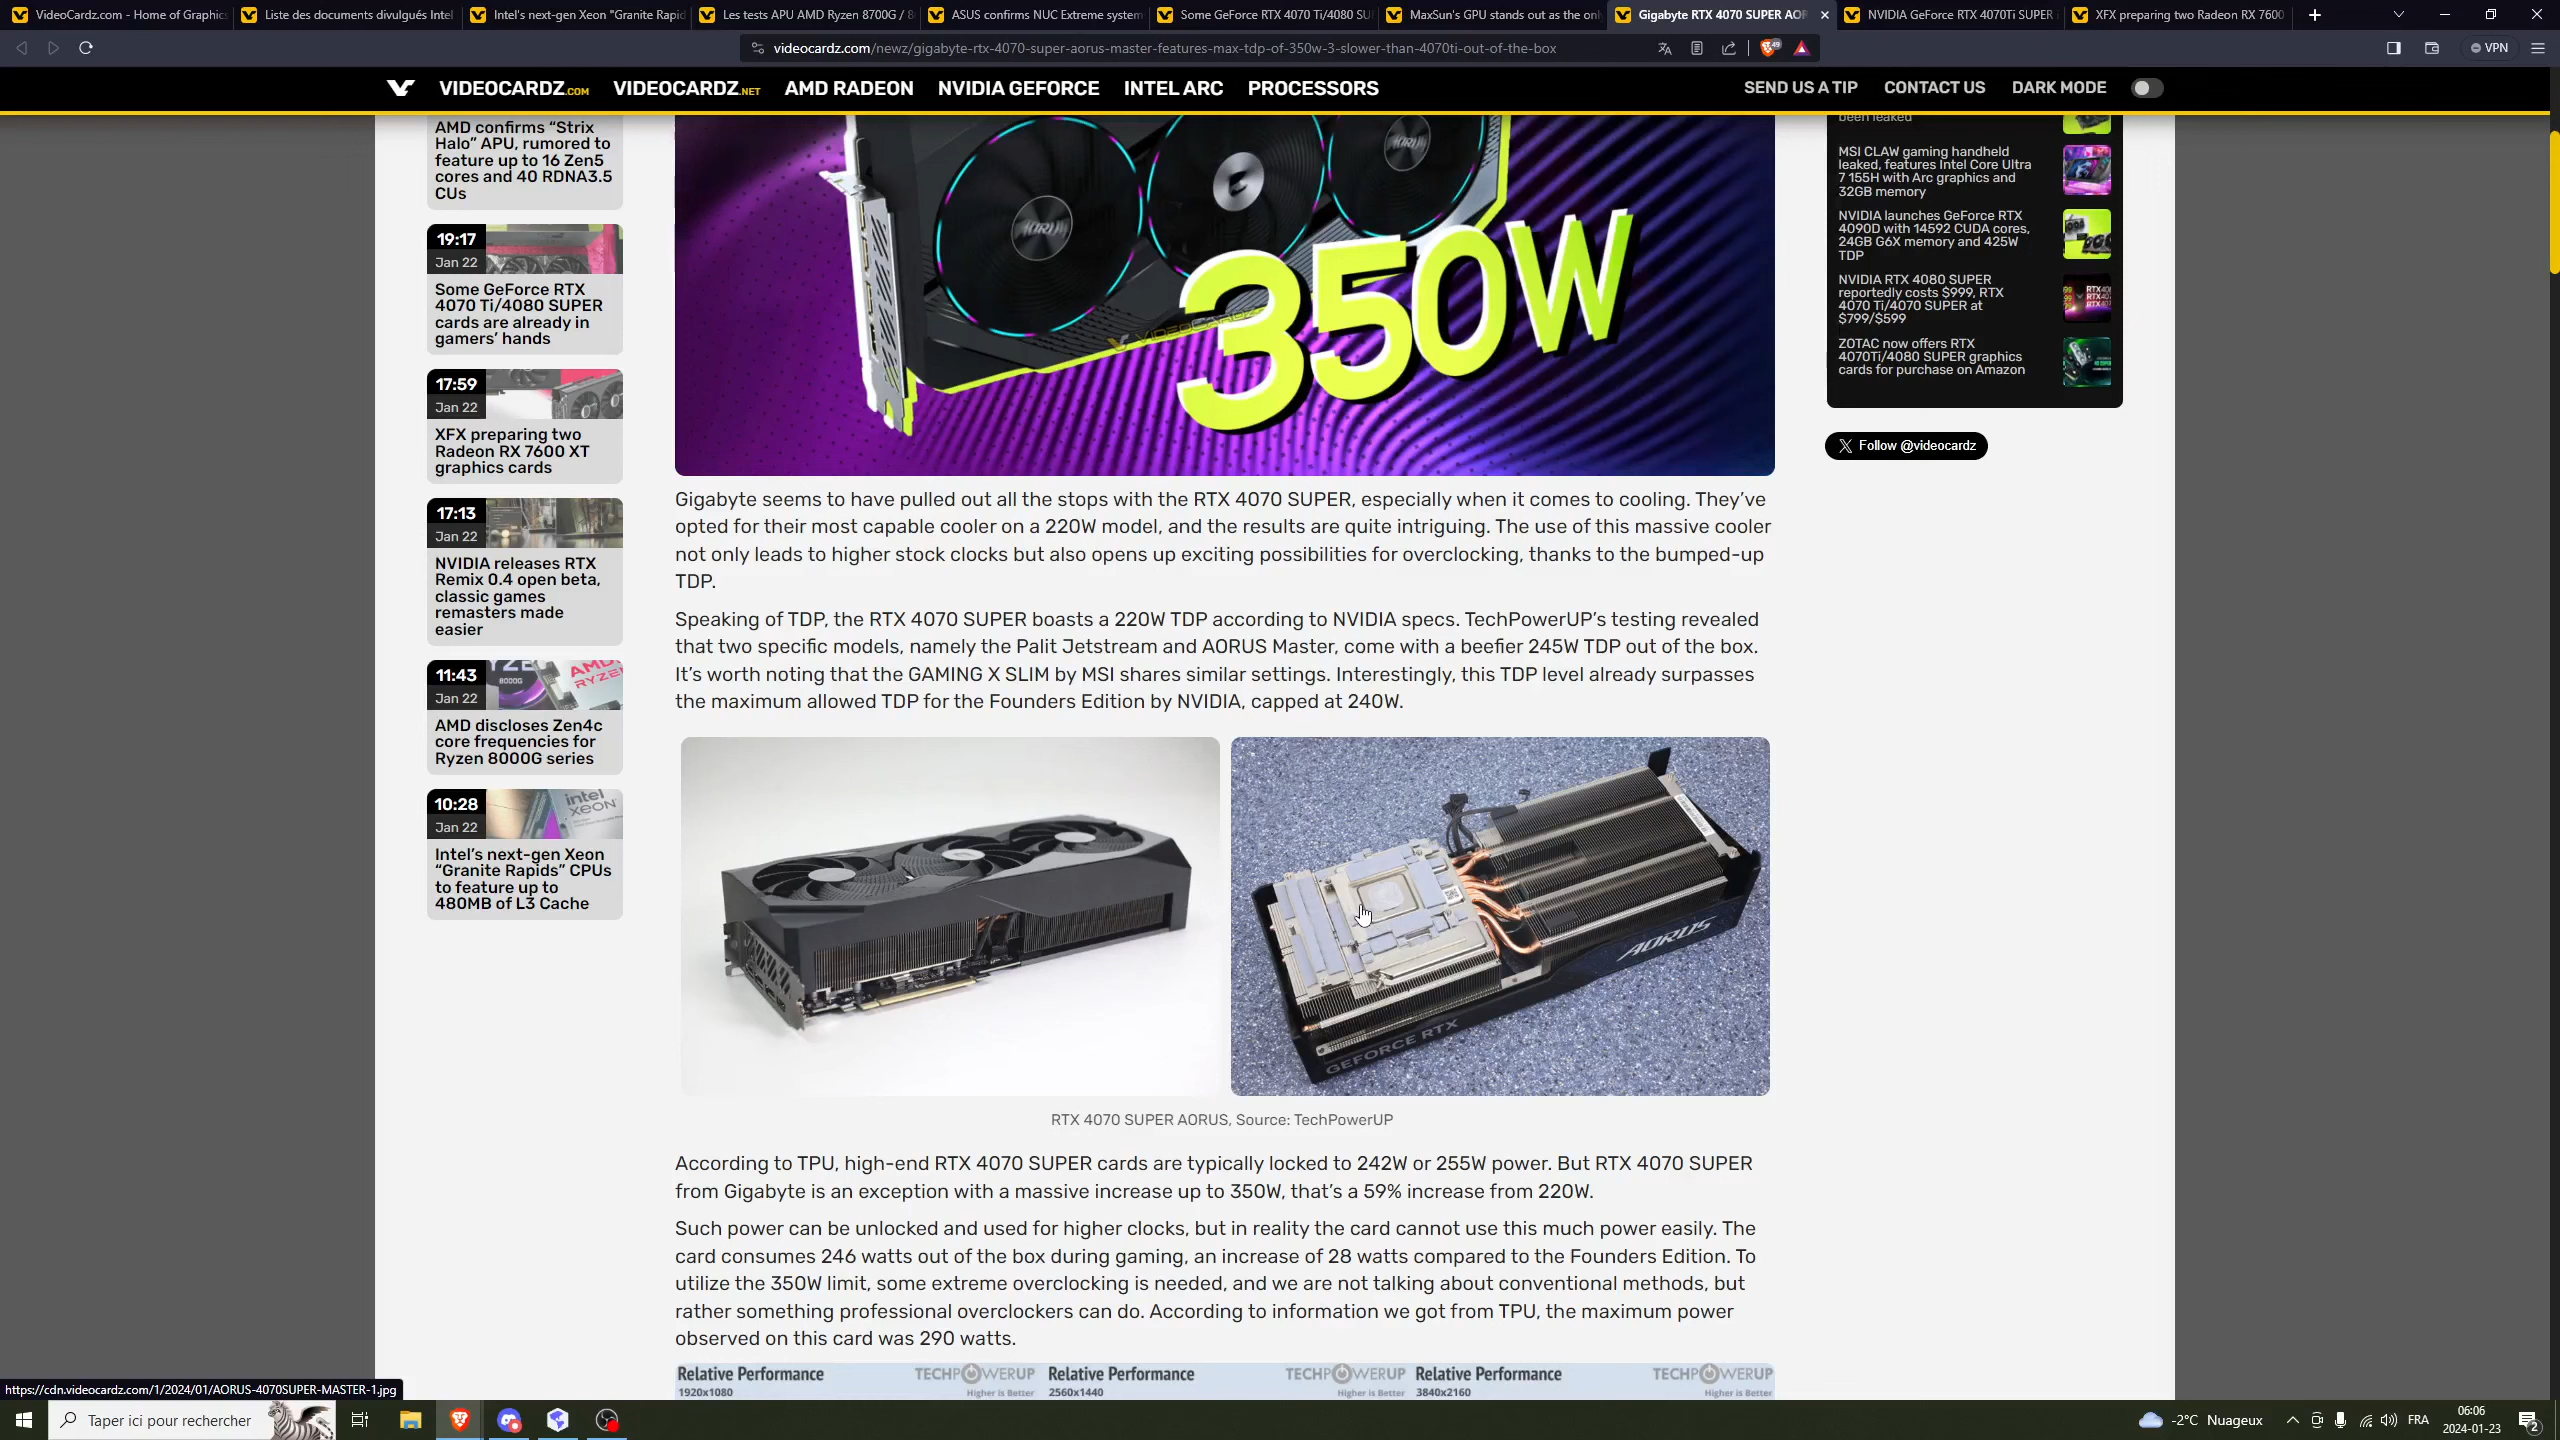 VideoCardz.com - Home of Graphic
Liste des documents divulgués Intel
Intel's next-gen Xeon "Granite Rapid
Les tests APU AMD Ryzen 8700G / 8
ASUS confirms NUC Extreme system
Some GeForce RTX 4070 Ti/4080 SU
MaxSun's GPU stands out as the onl
Gigabyte RTX 4070 SUPER AOR
NVIDIA GeForce RTX 4070Ti SUPER
XFX preparing two Radeon RX 7600
videocardz.com/newz/gigabyte-rtx-4070-super-aorus-master-features-max-tdp-of-350w-3-slower-than-4070ti-out-of-the-box
VPN
VIDEOCARDZ.COM
VIDEOCARDZ.NET
AMD RADEON
NVIDIA GEFORCE
INTEL ARC
PROCESSORS
SEND US A TIP
CONTACT US
DARK MODE
AMD confirms “Strix
Halo” APU, rumored to
feature up to 16 Zen5
cores and 40 RDNA3.5
CUs
19:17
Jan 22
Some GeForce RTX
4070 Ti/4080 SUPER
cards are already in
gamers’ hands
17:59
Jan 22
XFX preparing two
Radeon RX 7600 XT
graphics cards
17:13
Jan 22
NVIDIA releases RTX
Remix 0.4 open beta,
classic games
remasters made
easier
11:43
Jan 22
AMD discloses Zen4c
core frequencies for
Ryzen 8000G series
10:28
Jan 22
Intel’s next-gen Xeon
“Granite Rapids” CPUs
to feature up to
480MB of L3 Cache
350W
VIDEOCARDZ
Gigabyte seems to have pulled out all the stops with the RTX 4070 SUPER, especially when it comes to cooling. They’ve
opted for their most capable cooler on a 220W model, and the results are quite intriguing. The use of this massive cooler
not only leads to higher stock clocks but also opens up exciting possibilities for overclocking, thanks to the bumped-up
TDP.
Speaking of TDP, the RTX 4070 SUPER boasts a 220W TDP according to NVIDIA specs. TechPowerUP’s testing revealed
that two specific models, namely the Palit Jetstream and AORUS Master, come with a beefier 245W TDP out of the box.
It’s worth noting that the GAMING X SLIM by MSI shares similar settings. Interestingly, this TDP level already surpasses
the maximum allowed TDP for the Founders Edition by NVIDIA, capped at 240W.
AORUS
GEFORCE RTX
RTX 4070 SUPER AORUS, Source: TechPowerUP
According to TPU, high-end RTX 4070 SUPER cards are typically locked to 242W or 255W power. But RTX 4070 SUPER
from Gigabyte is an exception with a massive increase up to 350W, that’s a 59% increase from 220W.
Such power can be unlocked and used for higher clocks, but in reality the card cannot use this much power easily. The
card consumes 246 watts out of the box during gaming, an increase of 28 watts compared to the Founders Edition. To
utilize the 350W limit, some extreme overclocking is needed, and we are not talking about conventional methods, but
rather something professional overclockers can do. According to information we got from TPU, the maximum power
observed on this card was 290 watts.
Relative Performance
1920x1080
TECHPOWERUP
Higher is Better
Relative Performance
2560x1440
TECHPOWERUP
Higher is Better
Relative Performance
3840x2160
TECHPOWERUP
Higher is Better
been leaked
MSI CLAW gaming handheld
leaked, features Intel Core Ultra
7 155H with Arc graphics and
32GB memory
NVIDIA launches GeForce RTX
4090D with 14592 CUDA cores,
24GB G6X memory and 425W
TDP
NVIDIA RTX 4080 SUPER
reportedly costs $999, RTX
4070 Ti/4070 SUPER at
$799/$599
ZOTAC now offers RTX
4070Ti/4080 SUPER graphics
cards for purchase on Amazon
Follow @videocardz
https://cdn.videocardz.com/1/2024/01/AORUS-4070SUPER-MASTER-1.jpg
Taper ici pour rechercher
-2°C Nuageux
FRA
06:06
2024-01-23
2